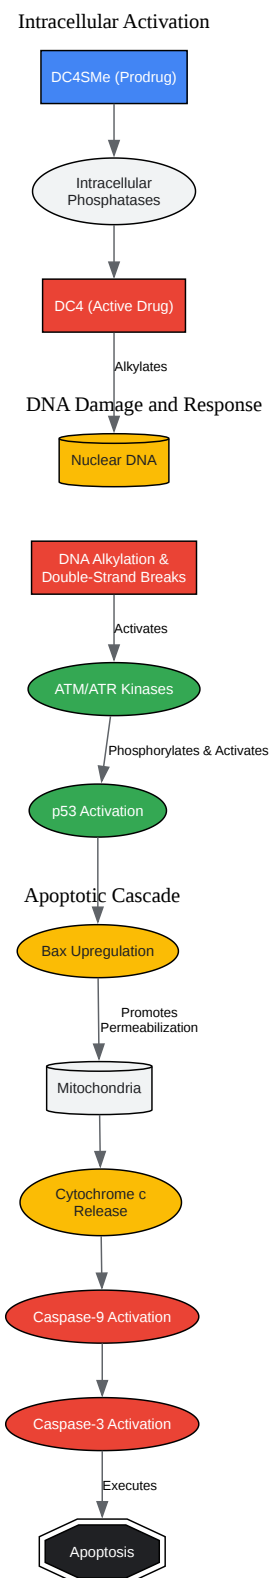 Intracellular Activation
DC4SMe (Prodrug)
Intracellular
Phosphatases
DC4 (Active Drug)
Alkylates
DNA Damage and Response
Nuclear DNA
DNA Alkylation &
Double-Strand Breaks
Activates
ATM/ATR Kinases
Phosphorylates & Activates
p53 Activation
Apoptotic Cascade
Bax Upregulation
Promotes
Permeabilization
Mitochondria
Cytochrome c
Release
Caspase-9 Activation
Caspase-3 Activation
Executes
Apoptosis